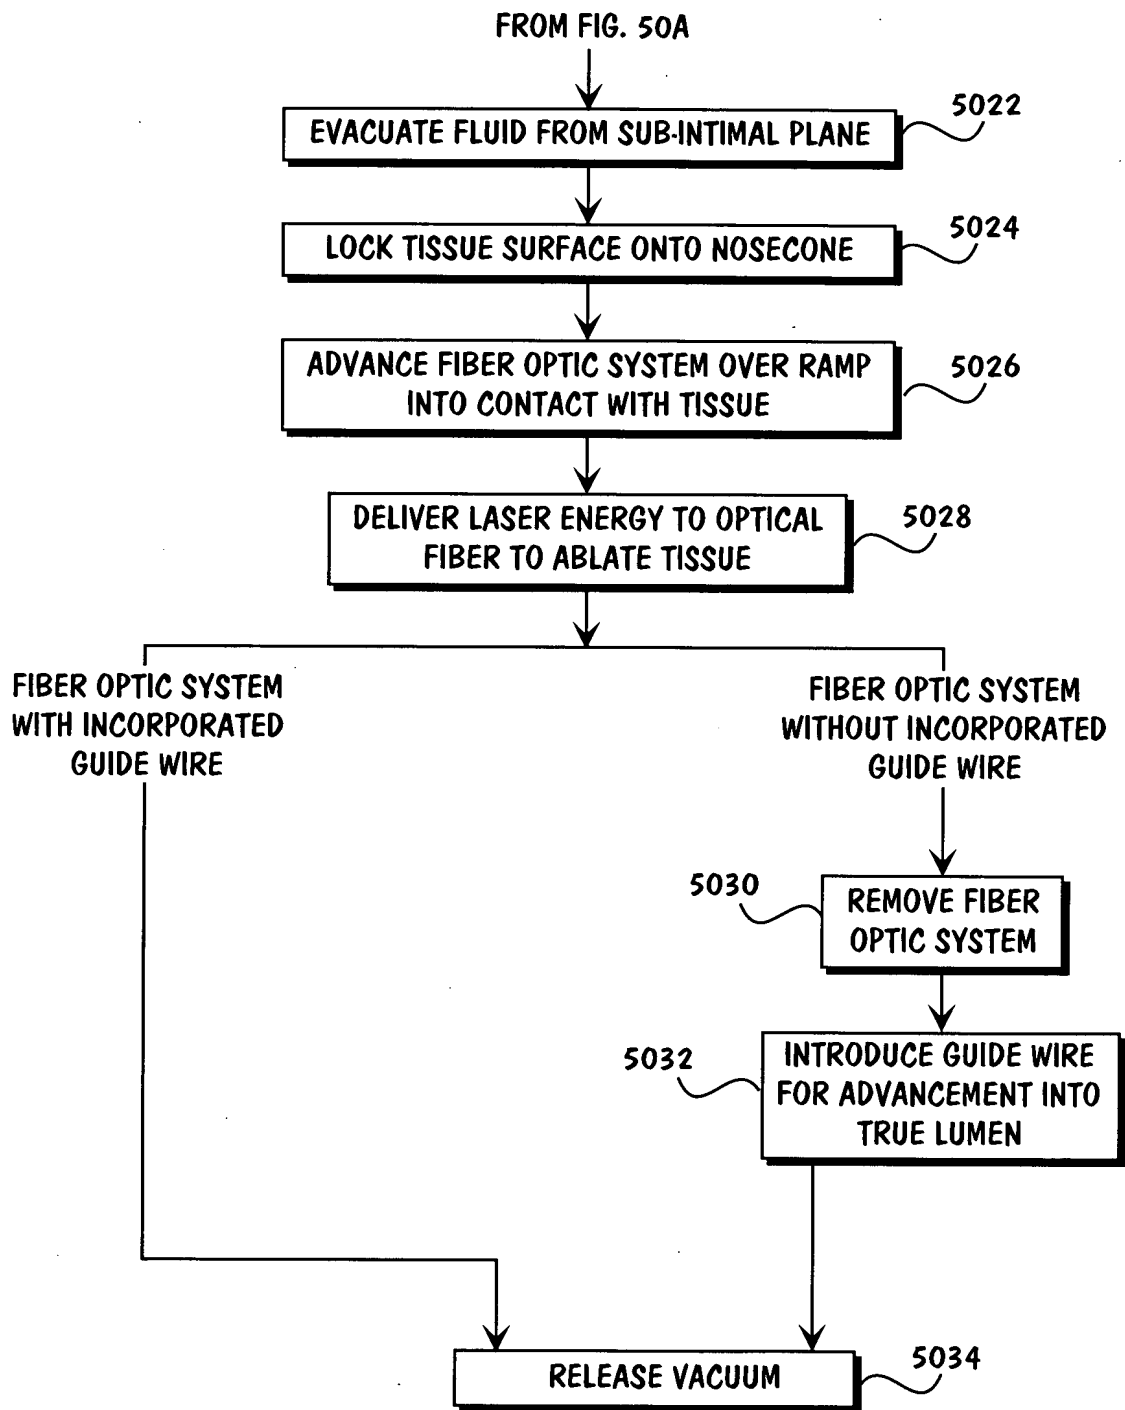 FROM FIG. 50A
EVACUATE FLUID FROM SUB-INTIMAL PLANE
5022
LOCK TISSUE SURFACE ONTO NOSECONE
5024
ADVANCE FIBER OPTIC SYSTEM OVER RAMP
INTO CONTACT WITH TISSUE
5026
DELIVER LASER ENERGY TO OPTICAL
FIBER TO ABLATE TISSUE
5028
FIBER OPTIC SYSTEM
WITH INCORPORATED
GUIDE WIRE
FIBER OPTIC SYSTEM
WITHOUT INCORPORATED
GUIDE WIRE
5030
REMOVE FIBER
OPTIC SYSTEM
5032
INTRODUCE GUIDE WIRE
FOR ADVANCEMENT INTO
TRUE LUMEN
RELEASE VACUUM
5034